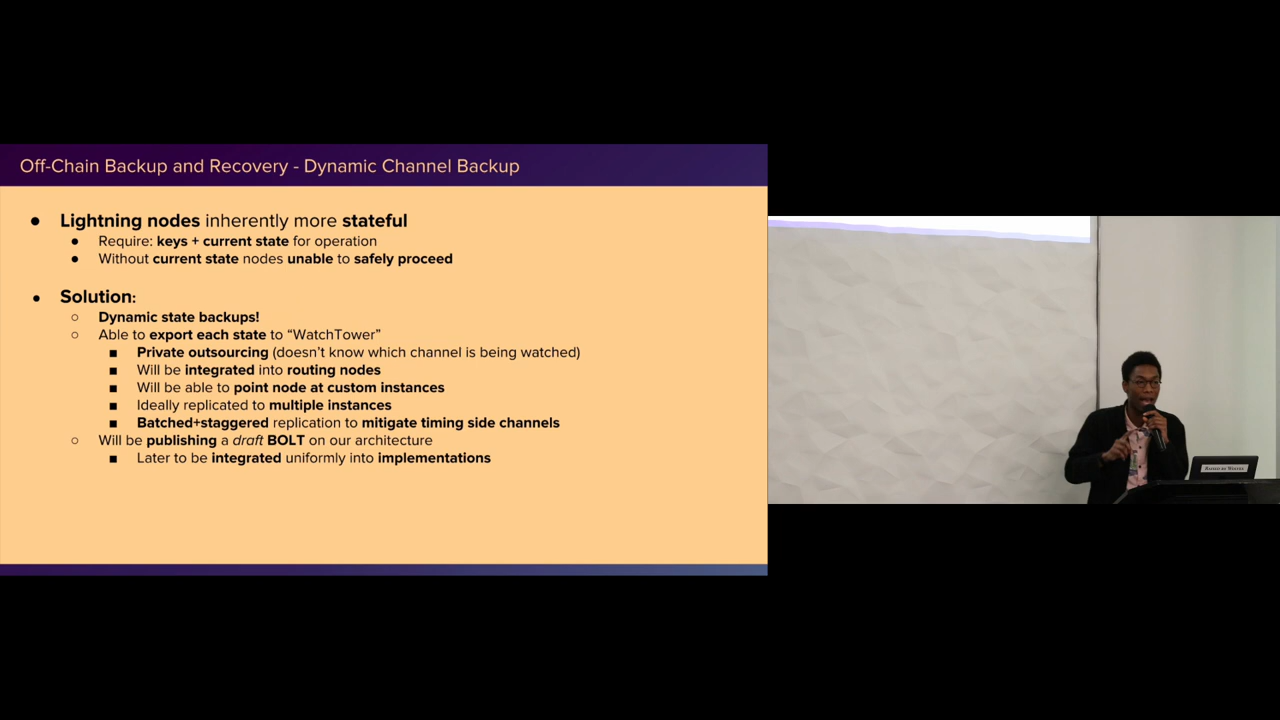 Off-Chain Backup and Recovery - Dynamic Channel Backup
● Lightning nodes inherently more stateful
● Require: keys + current state for operation
● Without current state nodes unable to safely proceed
● Solution:
○ Dynamic state backups!
○ Able to export each state to “WatchTower”
■ Private outsourcing (doesn’t know which channel is being watched)
■ Will be integrated into routing nodes
■ Will be able to point node at custom instances
■ Ideally replicated to multiple instances
■ Batched+staggered replication to mitigate timing side channels
○ Will be publishing a draft BOLT on our architecture
■ Later to be integrated uniformly into implementations